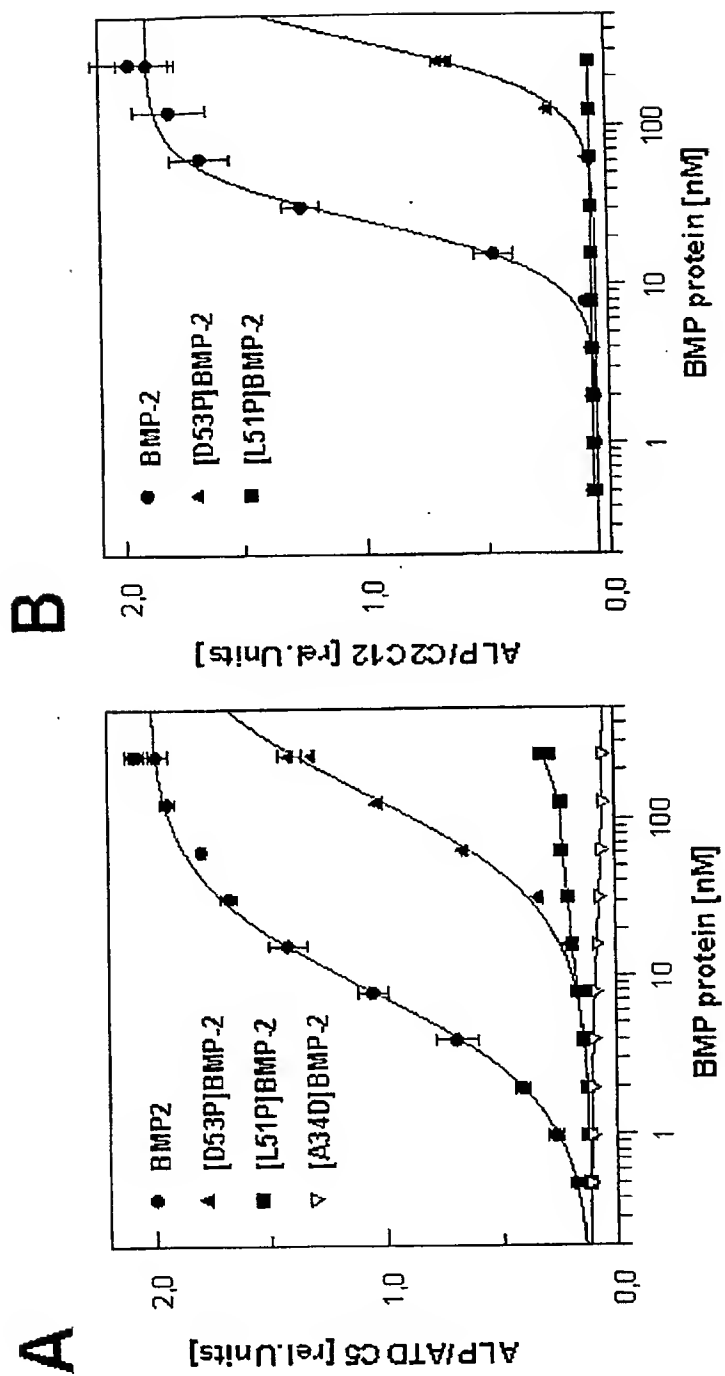 A
ALP/ATDC5 [rel.Units]
2,0
1,0
0,0
BMP2
[D53P]BMP-2
[L51P]BMP-2
[A34D]BMP-2
1
10
100
BMP protein [nM]
B
ALP/C2C12 [rel.Units]
2,0
1,0
0,0
BMP-2
[D53P]BMP-2
[L51P]BMP-2
1
10
100
BMP protein [nM]